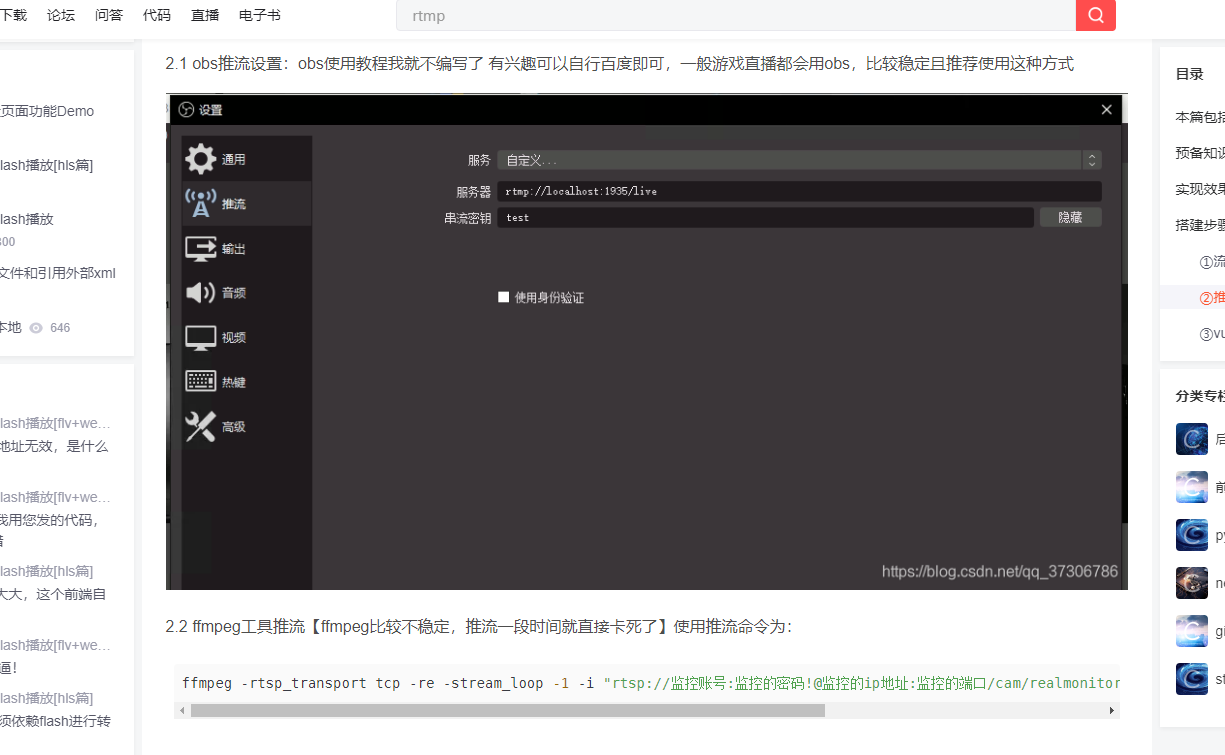 下载 论坛 问答 代码 直播 电子书
rtmp
页面功能Demo
lash播放[hls篇]
lash播放
300
文件和引用外部xml
本地 646
lash播放[flv+we…
地址无效，是什么
lash播放[flv+we…
我用您发的代码，
lash播放[hls篇]
大大，这个前端自
lash播放[flv+we…
逼！
lash播放[hls篇]
须依赖flash进行转
2.1 obs推流设置：obs使用教程我就不编写了 有兴趣可以自行百度即可，一般游戏直播都会用obs，比较稳定且推荐使用这种方式
设置
通用
推流
输出
音频
视频
热键
高级
服务 自定义...
服务器 rtmp://localhost:1935/live
串流密钥 test 隐藏
使用身份验证
https://blog.csdn.net/qq_37306786
2.2 ffmpeg工具推流【ffmpeg比较不稳定，推流一段时间就直接卡死了】使用推流命令为：
ffmpeg -rtsp_transport tcp -re -stream_loop -1 -i "rtsp://监控账号:监控的密码!@监控的ip地址:监控的端口/cam/realmonitor
目录
本篇包括
预备知识
实现效果
搭建步骤
①流
②推
③vu
分类专栏
后
前
py
no
gi
st